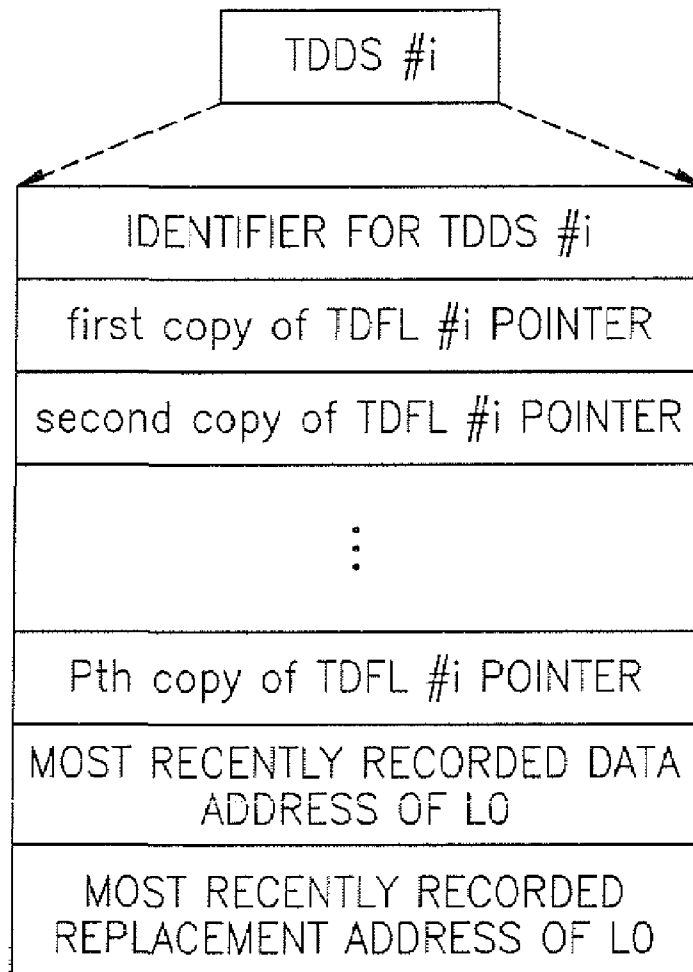 TDDS #i
IDENTIFIER FOR TDDS #i
first copy of TDFL #i POINTER
second copy of TDFL #i POINTER
⋮
Pth copy of TDFL #i POINTER
MOST RECENTLY RECORDED DATA
ADDRESS OF L0
MOST RECENTLY RECORDED
REPLACEMENT ADDRESS OF L0